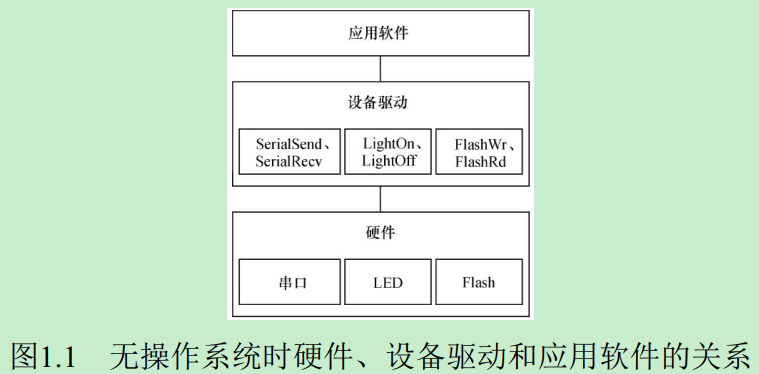 应用软件
设备驱动
SerialSend、
SerialRecv
LightOn、
LightOff
FlashWr、
FlashRd
硬件
串口
LED
Flash
图1.1 无操作系统时硬件、设备驱动和应用软件的关系